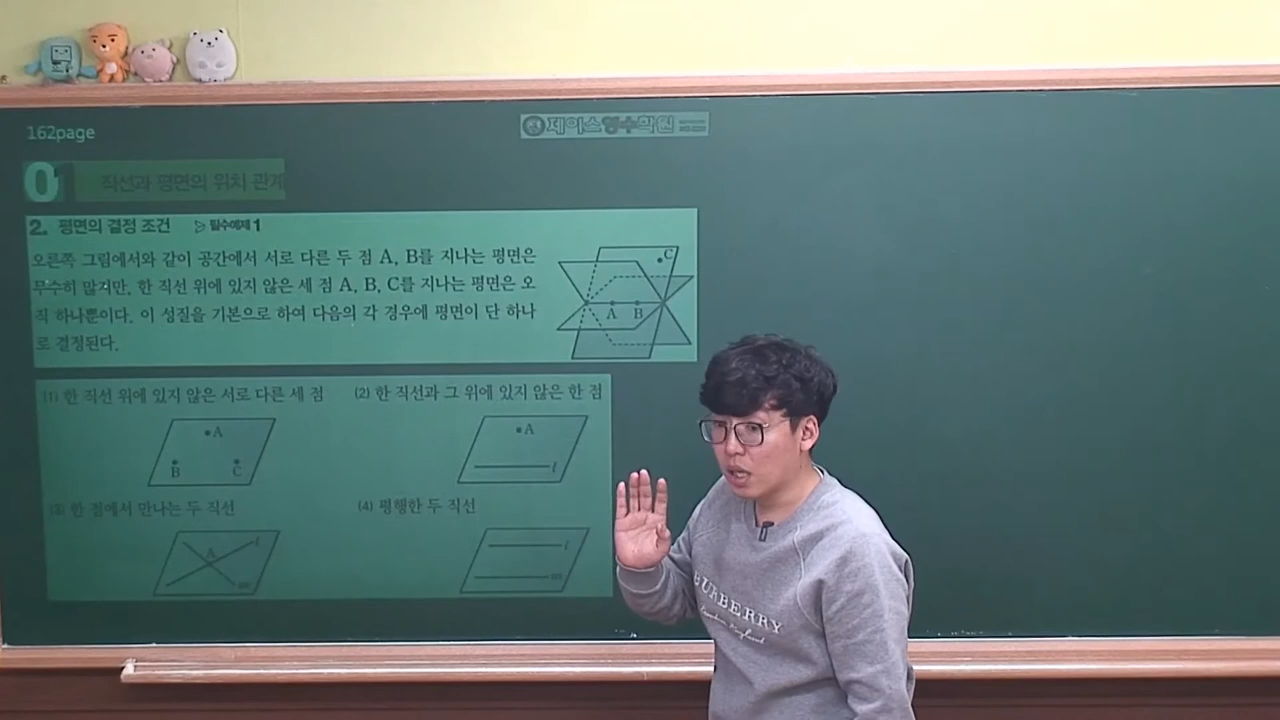 162page
제이스영수학원
01 직선과 평면의 위치 관계
2. 평면의 결정 조건 필수예제 1
오른쪽 그림에서와 같이 공간에서 서로 다른 두 점 A, B를 지나는 평면은
무수히 많지만, 한 직선 위에 있지 않은 세 점 A, B, C를 지나는 평면은 오
직 하나뿐이다. 이 성질을 기본으로 하여 다음의 각 경우에 평면이 단 하나
로 결정된다.
C
A B
(1) 한 직선 위에 있지 않은 서로 다른 세 점
(2) 한 직선과 그 위에 있지 않은 한 점
A
B C
A
l
(3) 한 점에서 만나는 두 직선
(4) 평행한 두 직선
A l
m
l
m
BURBERRY